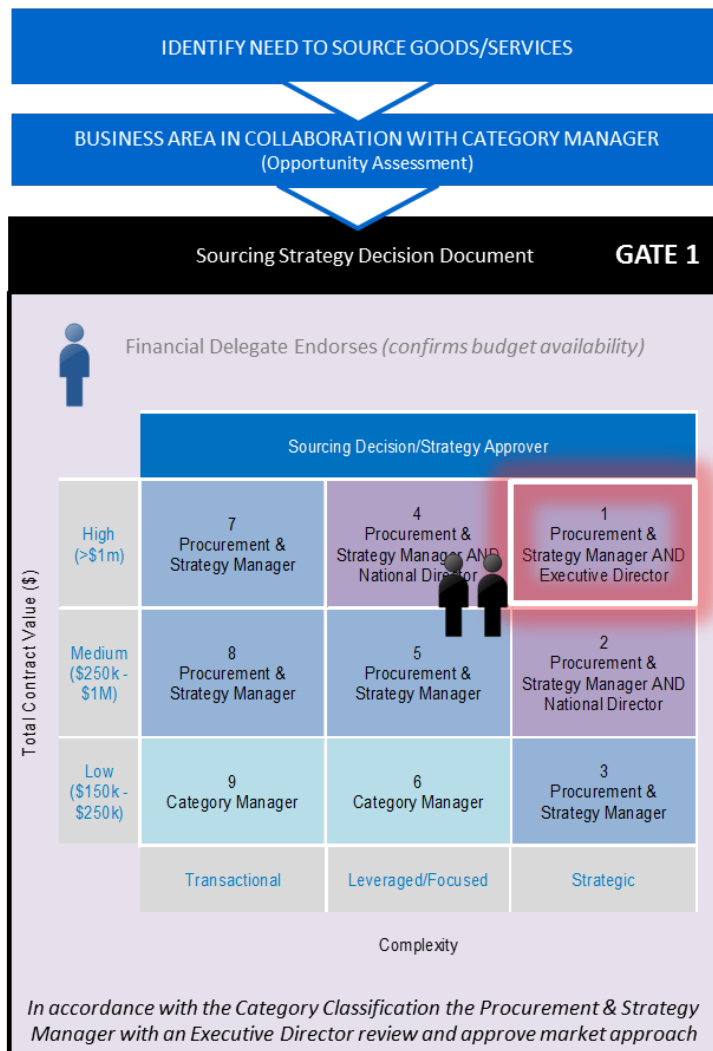 IDENTIFY NEED TO SOURCE GOODS/SERVICES
BUSINESS AREA IN COLLABORATION WITH CATEGORY MANAGER
(Opportunity Assessment)
Sourcing Strategy Decision Document GATE 1
Financial Delegate Endorses (confirms budget availability)
Sourcing Decision/Strategy Approver
Total Contract Value ($)
High
(>$1m)
7
Procurement &
Strategy Manager
4
Procurement &
Strategy Manager AND
National Director
1
Procurement &
Strategy Manager AND
Executive Director
Medium
($250k -
$1M)
8
Procurement &
Strategy Manager
5
Procurement &
Strategy Manager
2
Procurement &
Strategy Manager AND
National Director
Low
($150k -
$250k)
9
Category Manager
6
Category Manager
3
Procurement &
Strategy Manager
Transactional
Leveraged/Focused
Strategic
Complexity
In accordance with the Category Classification the Procurement & Strategy
Manager with an Executive Director review and approve market approach